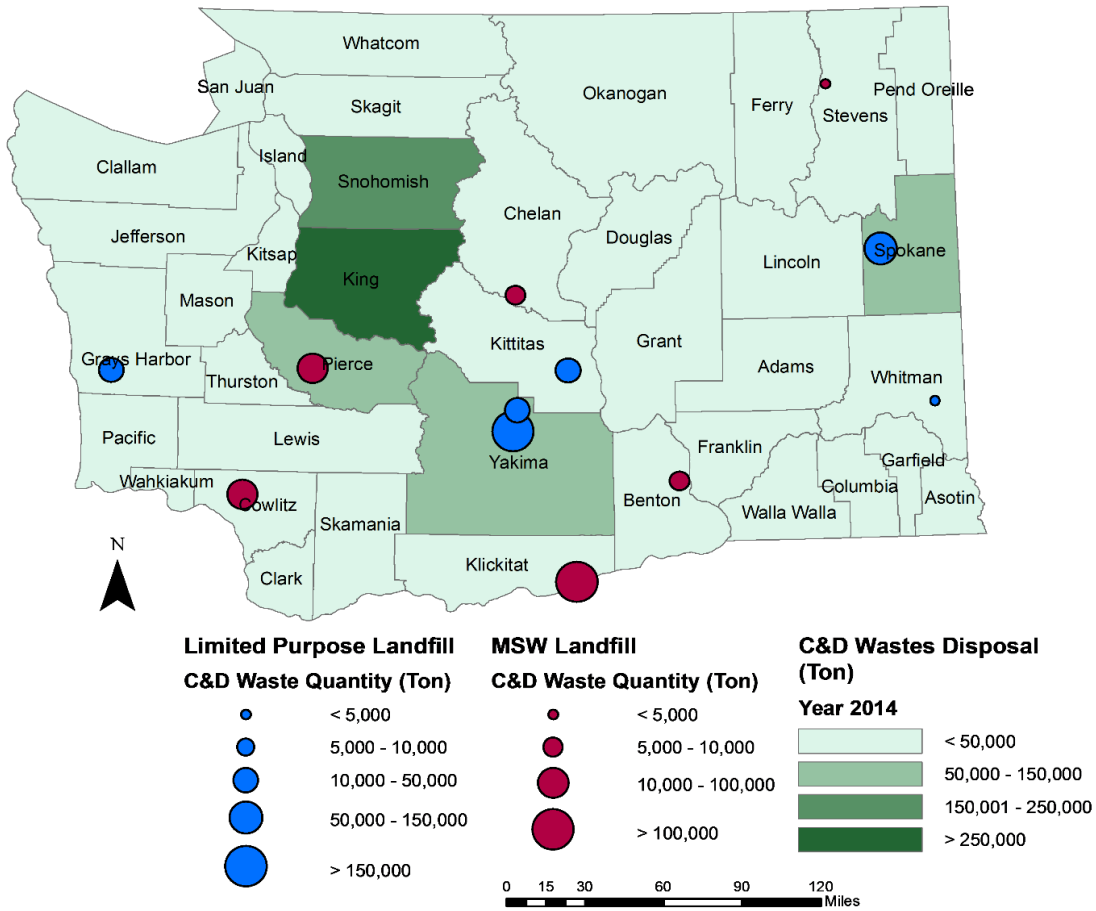 Whatcom
San Juan
Skagit
Okanogan
Ferry
Stevens
Pend Oreille
Clallam
Island
Snohomish
Chelan
Jefferson
Kitsap
Douglas
Lincoln
Spokane
Mason
King
Grant
Grays Harbor
Kittitas
Thurston
Pierce
Adams
Whitman
Pacific
Lewis
Yakima
Franklin
Garfield
Wahkiakum
Cowlitz
Benton
Columbia
Asotin
Skamania
Walla Walla
Clark
Klickitat
N
Limited Purpose Landfill
C&D Waste Quantity (Ton)
< 5,000
5,000 - 10,000
10,000 - 50,000
50,000 - 150,000
> 150,000
MSW Landfill
C&D Waste Quantity (Ton)
< 5,000
5,000 - 10,000
10,000 - 100,000
> 100,000
C&D Wastes Disposal
(Ton)
Year 2014
< 50,000
50,000 - 150,000
150,001 - 250,000
> 250,000
0 15 30 60 90 120
Miles